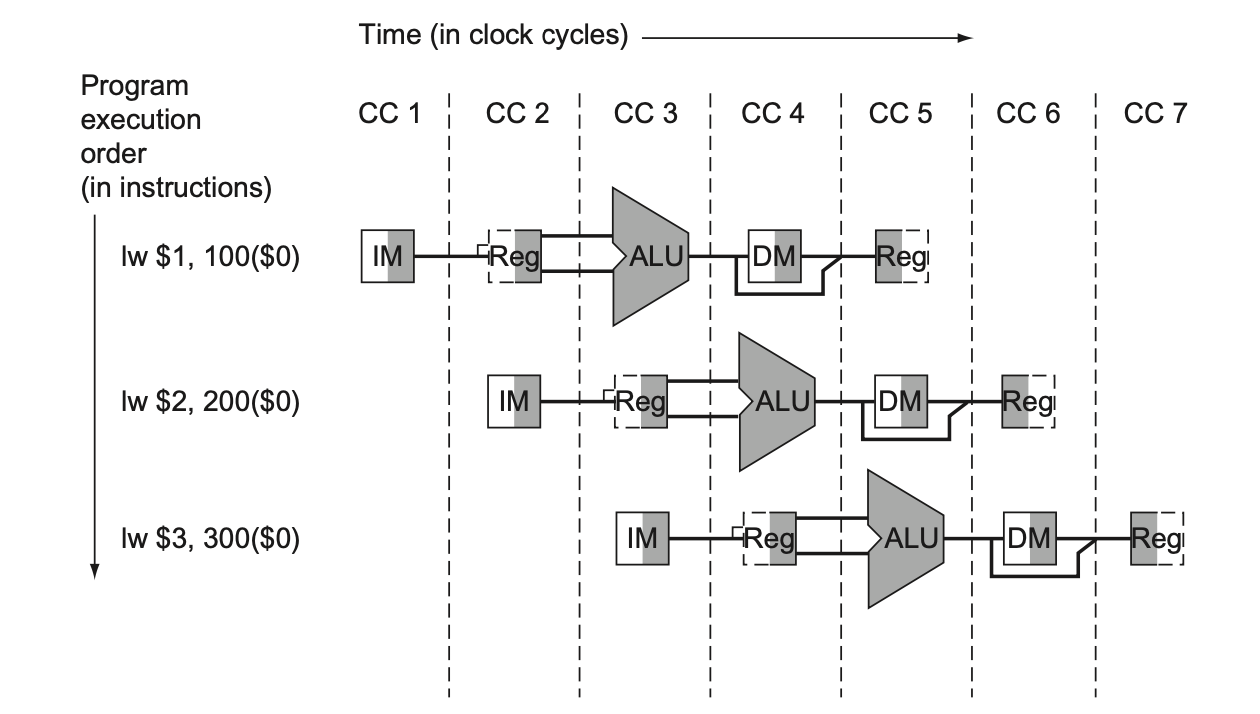 Time (in clock cycles)
Program
execution
order
(in instructions)
CC 1 CC 2 CC 3 CC 4 CC 5 CC 6 CC 7
lw $1, 100($0) IM Reg ALU DM Reg
lw $2, 200($0) IM Reg ALU DM Reg
lw $3, 300($0) IM Reg ALU DM Reg